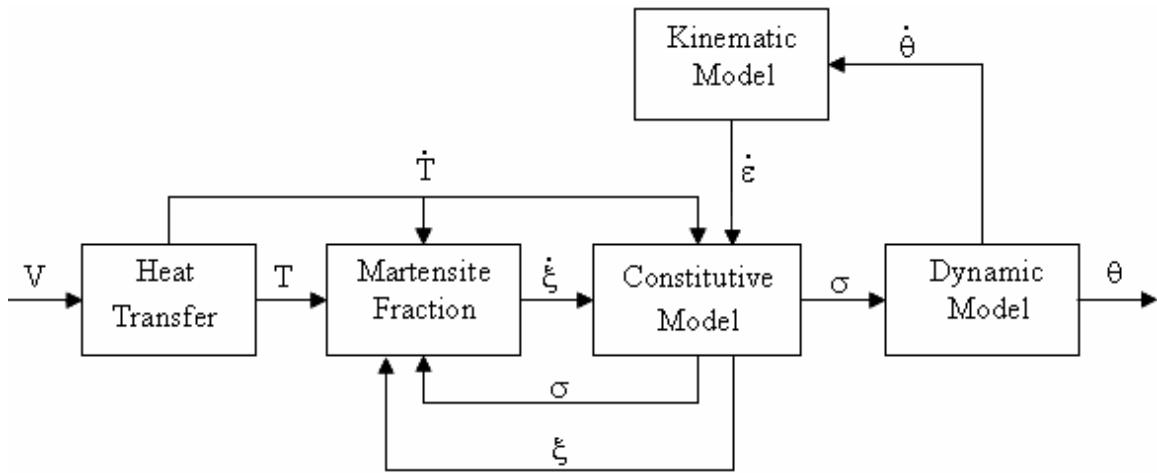 Kinematic
Model
θ̇
Ṫ
ε̇
V
Heat
Transfer
T
Martensite
Fraction
ξ̇
Constitutive
Model
σ
Dynamic
Model
θ
σ
ξ